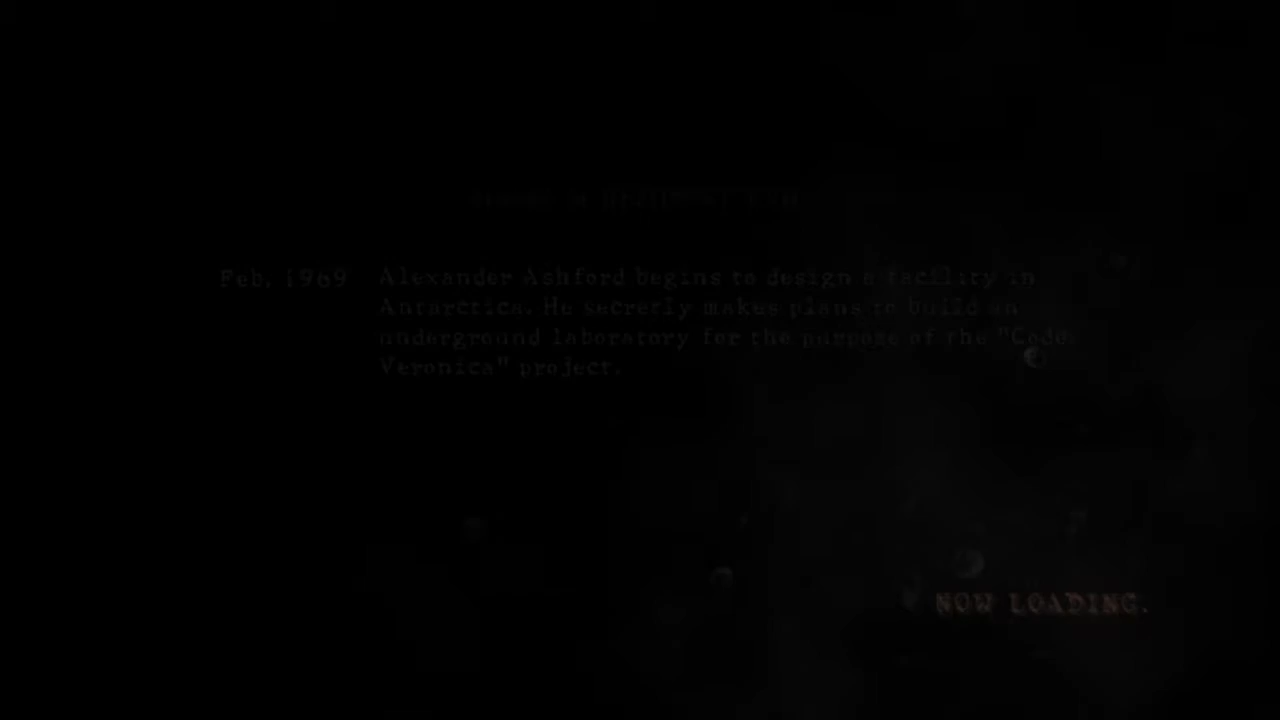 Feb, 1969 Alexander Ashford begins to design a facility in
Antarctica. He secretly makes plans to build an
underground laboratory for the purpose of the "Code:
Veronica" project.
NOW LOADING.